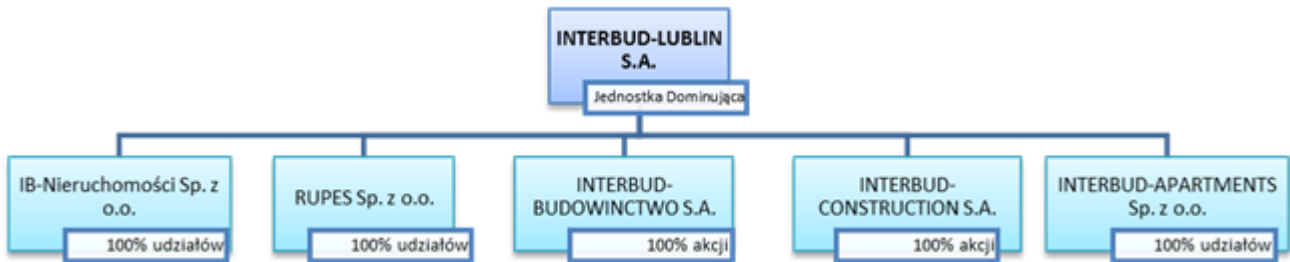 INTERBUD-LUBLIN
S.A.
Jednostka Dominująca
IB-Nieruchomości Sp. z
o.o.
100% udziałów
RUPES Sp. z o.o.
100% udziałów
INTERBUD-
BUDOWINCTWO S.A.
100% akcji
INTERBUD-
CONSTRUCTION S.A.
100% akcji
INTERBUD-APARTMENTS
Sp. z o.o.
100% udziałów